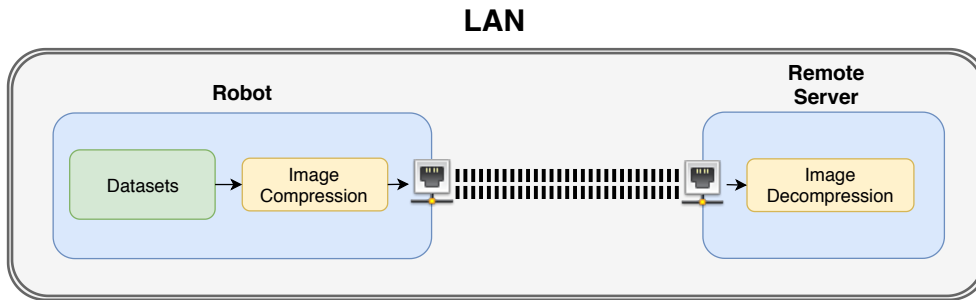 LAN
Robot
Remote
Server
Datasets
Image
Compression
Image
Decompression